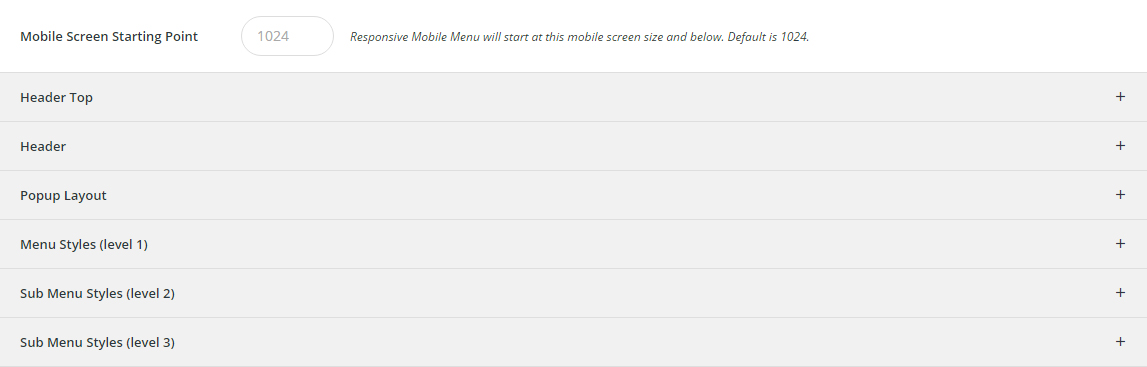 Mobile Screen Starting Point 1024 Responsive Mobile Menu will start at this mobile screen size and below. Default is 1024.
Header Top +
Header +
Popup Layout +
Menu Styles (level 1) +
Sub Menu Styles (level 2) +
Sub Menu Styles (level 3) +